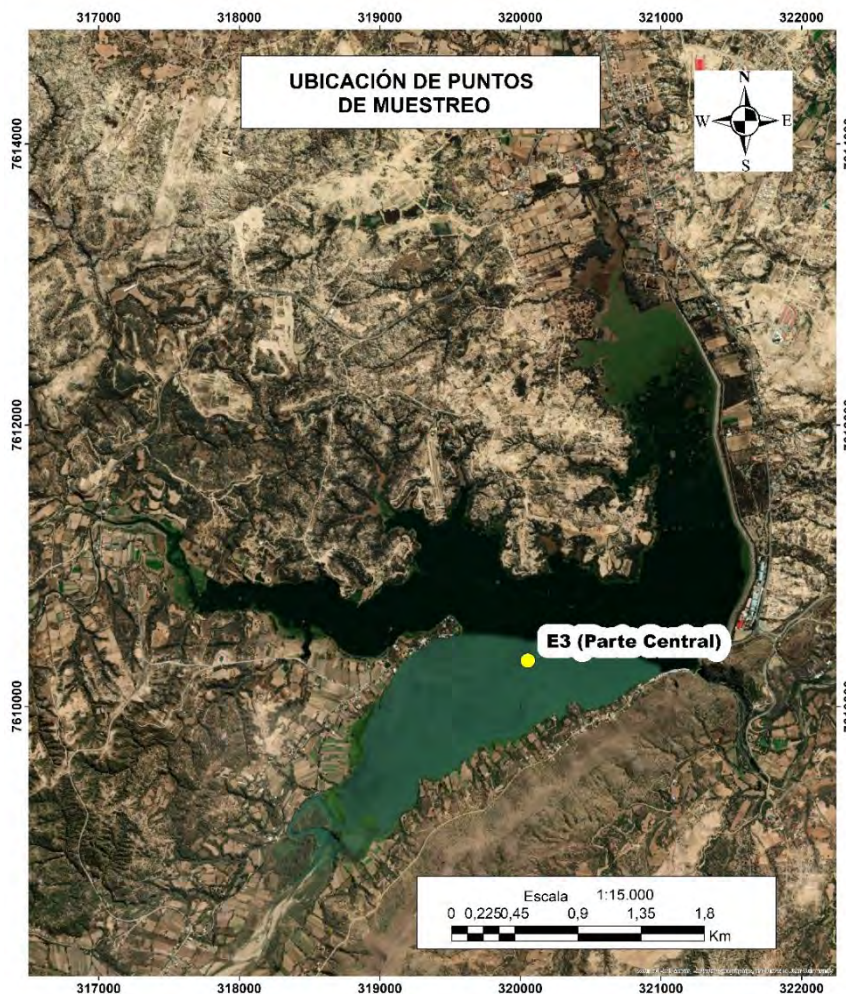 317000 318000 319000 320000 321000 322000
UBICACIÓN DE PUNTOS
DE MUESTREO
N
W E
S
7614000
7612000
E3 (Parte Central)
7610000
Escala 1:15.000
0 0,225 0,45 0,9 1,35 1,8
Km
317000 318000 319000 320000 321000 322000